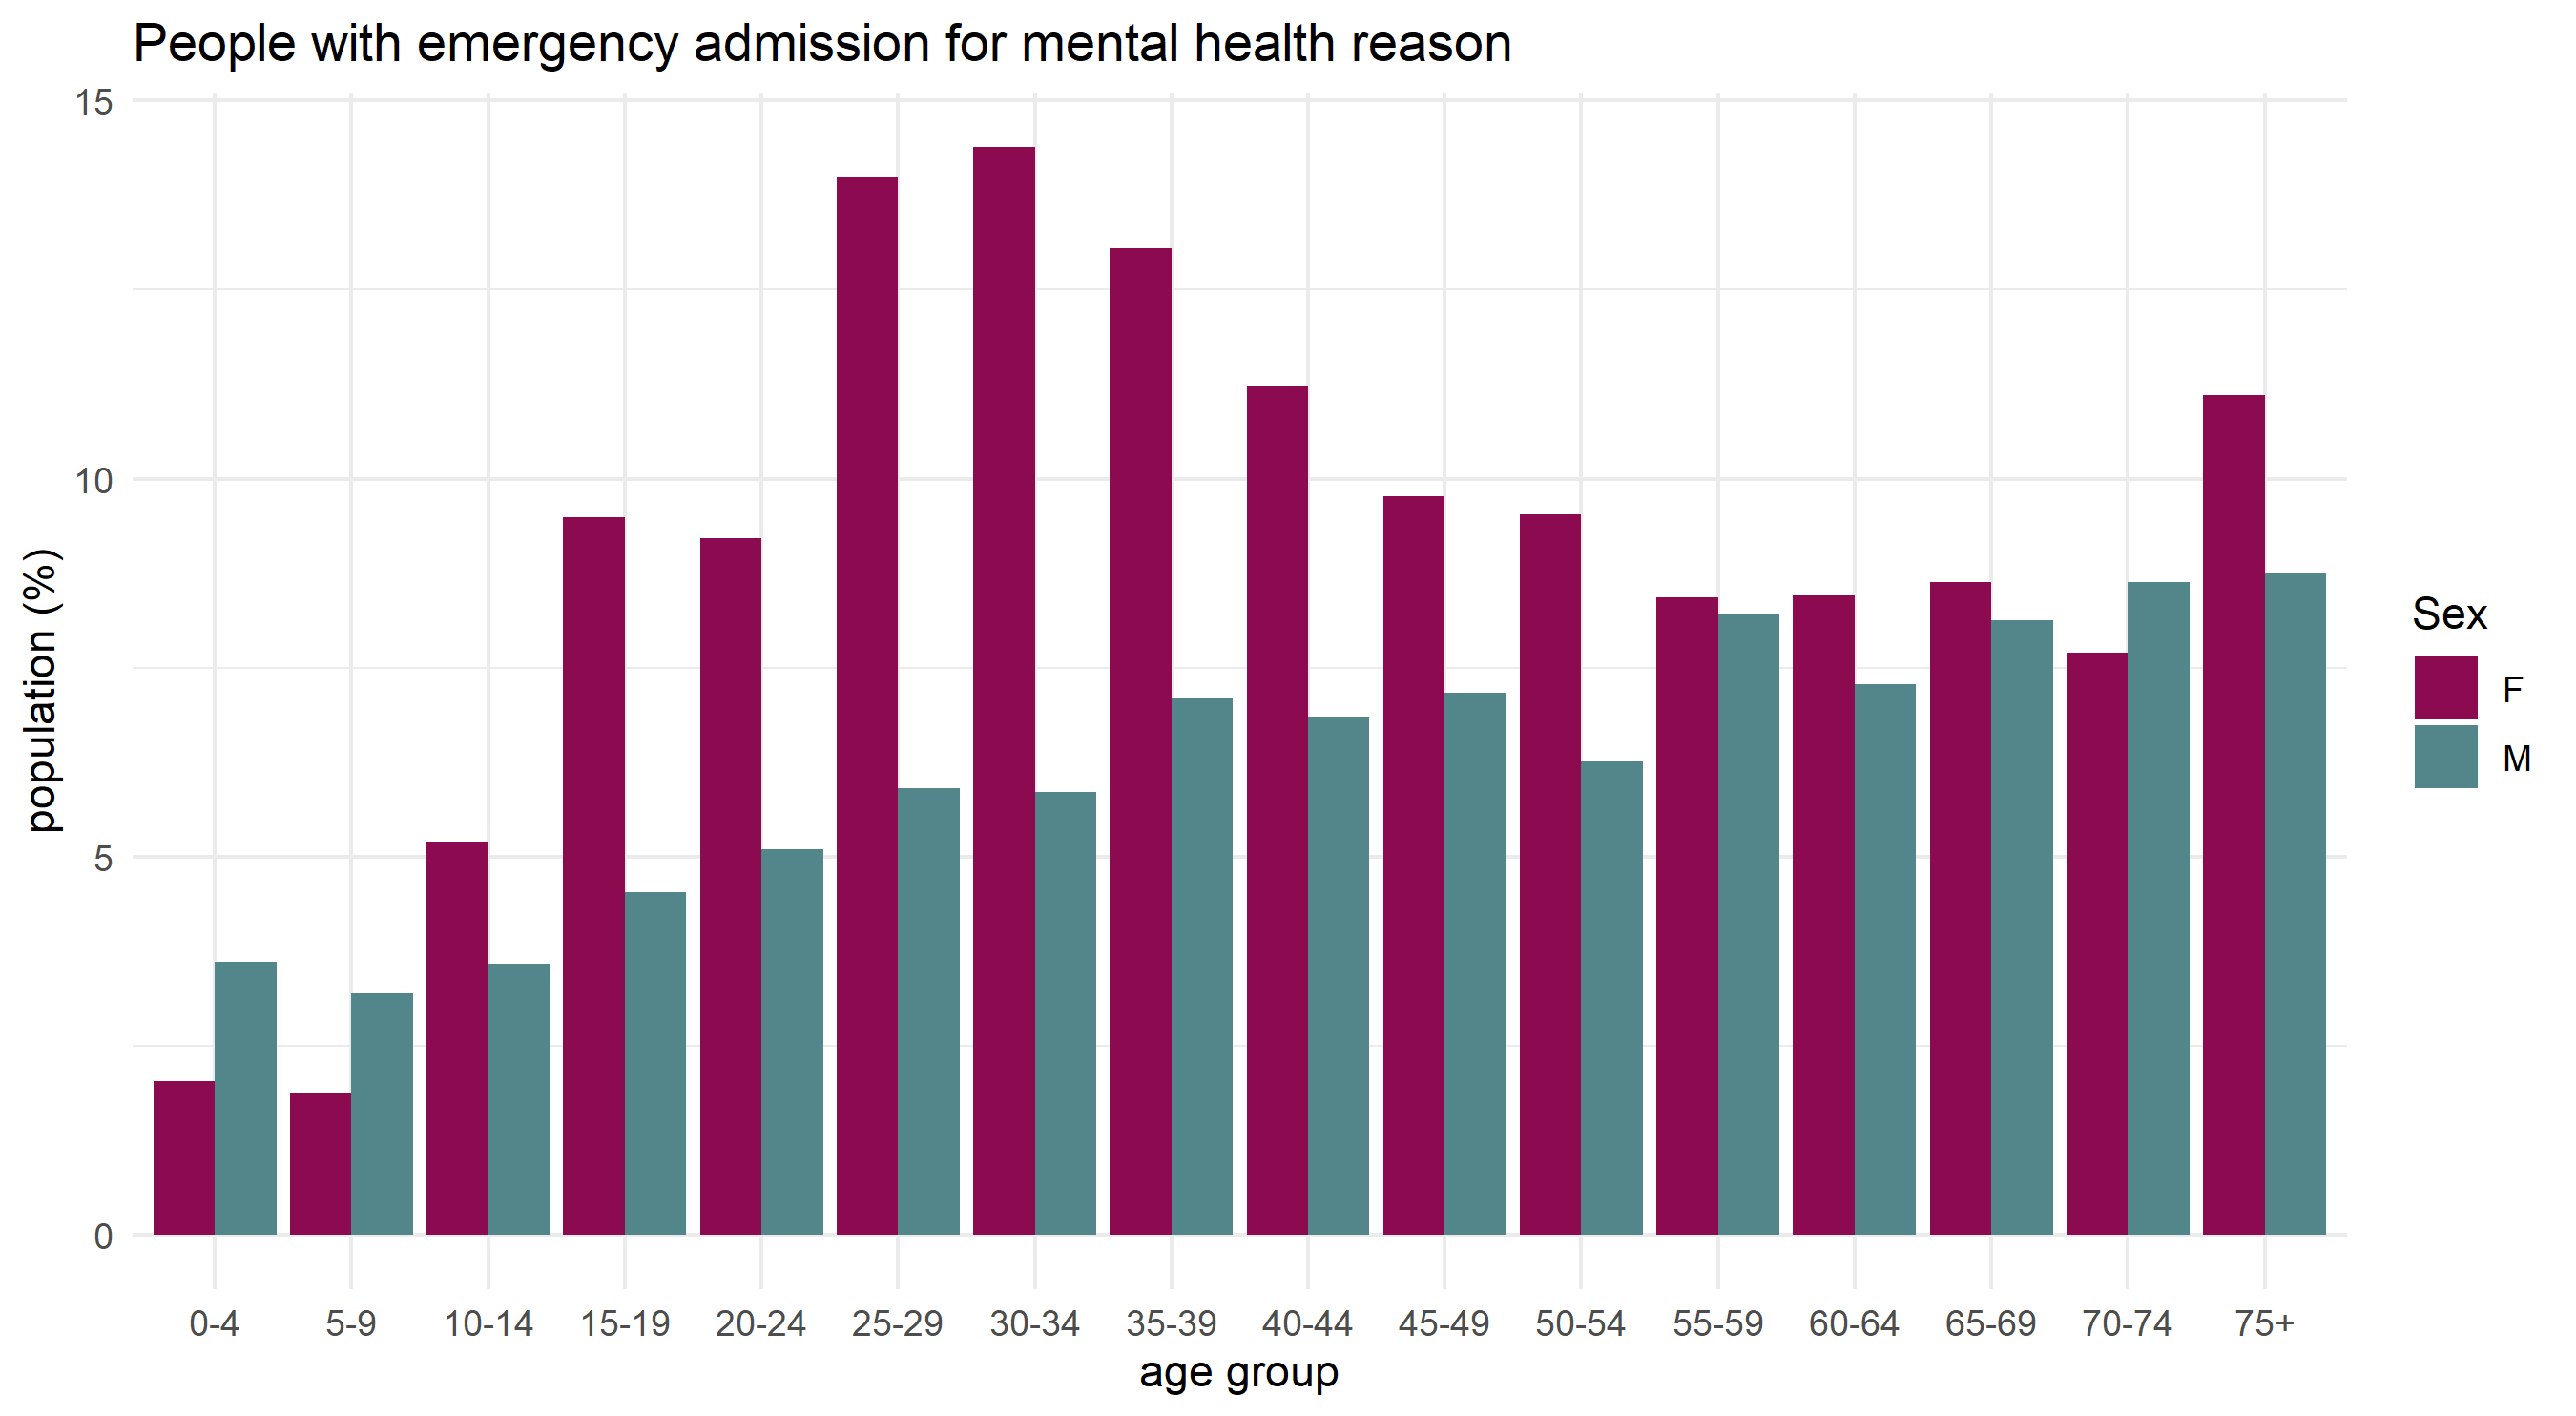 People with emergency admission for mental health reason
15
10
5
0
population (%)
0-4 5-9 10-14 15-19 20-24 25-29 30-34 35-39 40-44 45-49 50-54 55-59 60-64 65-69 70-74 75+
age group
Sex
F
M